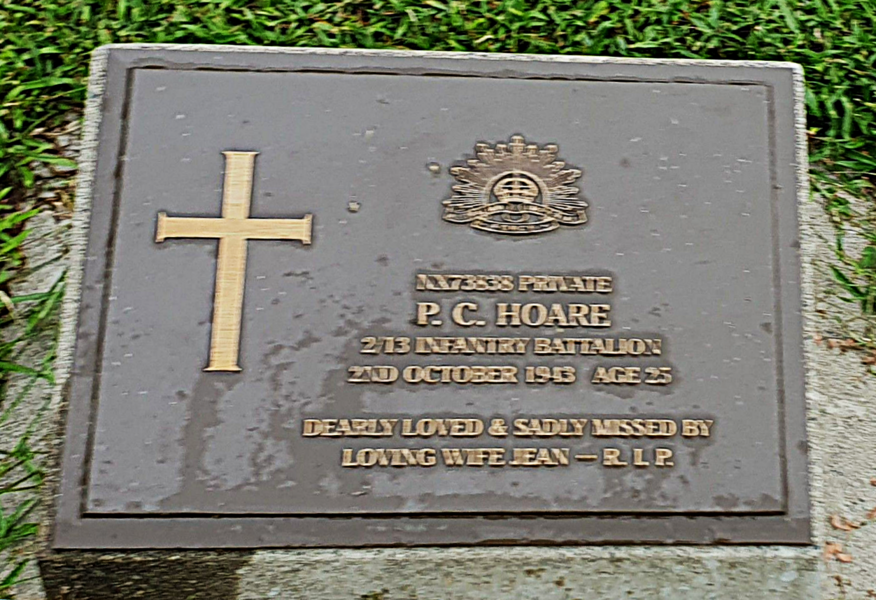 NX73838 PRIVATE
P. C. HOARE
2/13 INFANTRY BATTALION
2ND OCTOBER 1943 AGE 25
DEARLY LOVED & SADLY MISSED BY
LOVING WIFE JEAN – R. I. P.